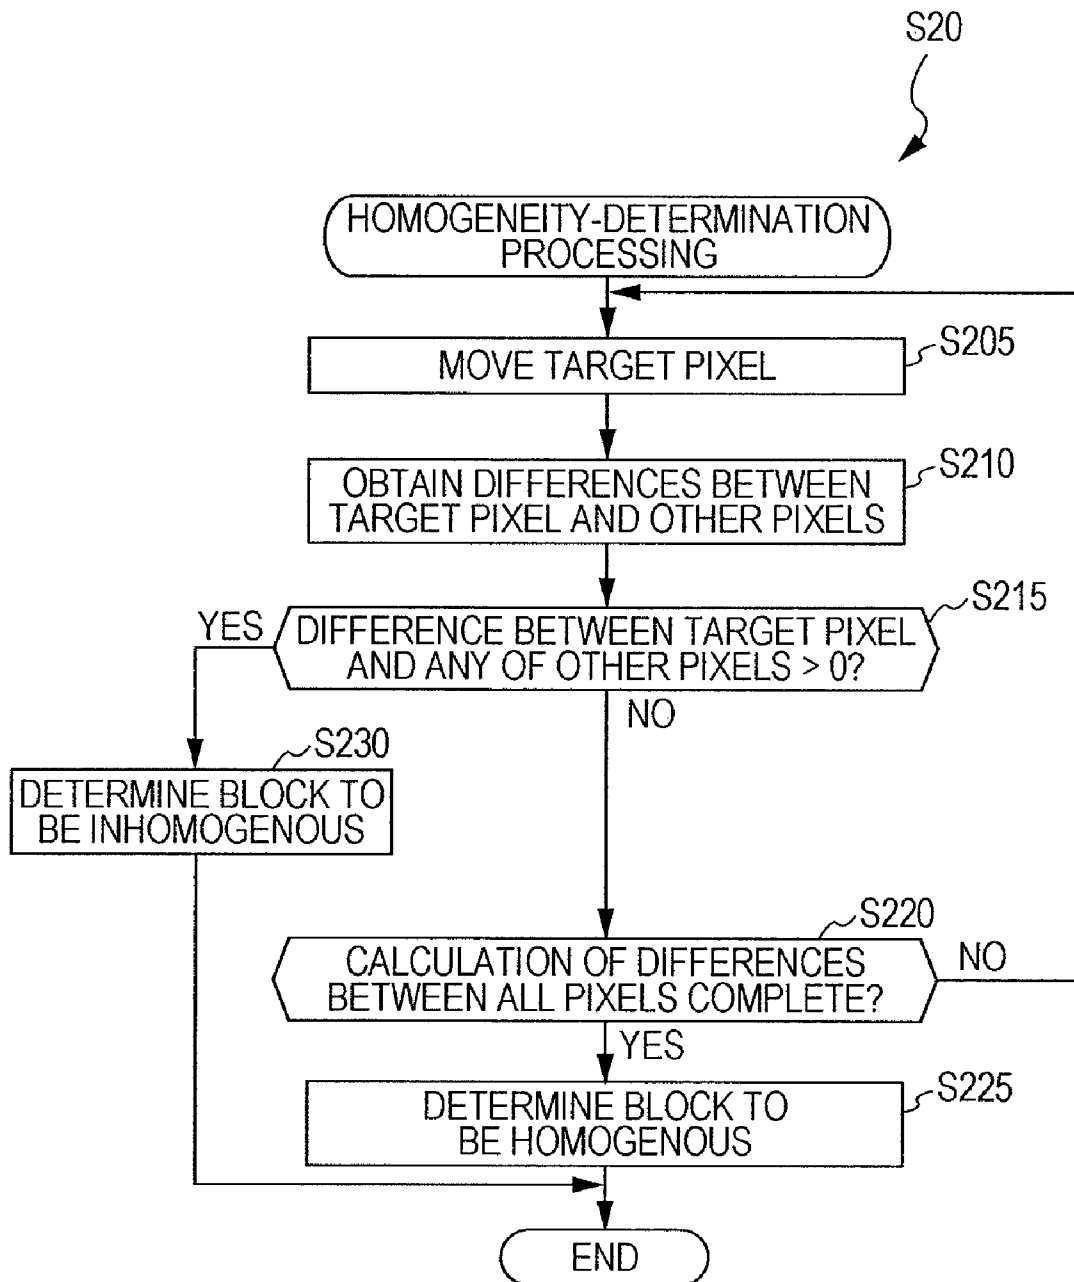 S20
HOMOGENEITY-DETERMINATION
PROCESSING
S205
MOVE TARGET PIXEL
S210
OBTAIN DIFFERENCES BETWEEN
TARGET PIXEL AND OTHER PIXELS
S215
YES
DIFFERENCE BETWEEN TARGET PIXEL
AND ANY OF OTHER PIXELS > 0?
NO
S230
DETERMINE BLOCK TO
BE INHOMOGENOUS
S220
CALCULATION OF DIFFERENCES
BETWEEN ALL PIXELS COMPLETE?
NO
YES
S225
DETERMINE BLOCK TO
BE HOMOGENOUS
END